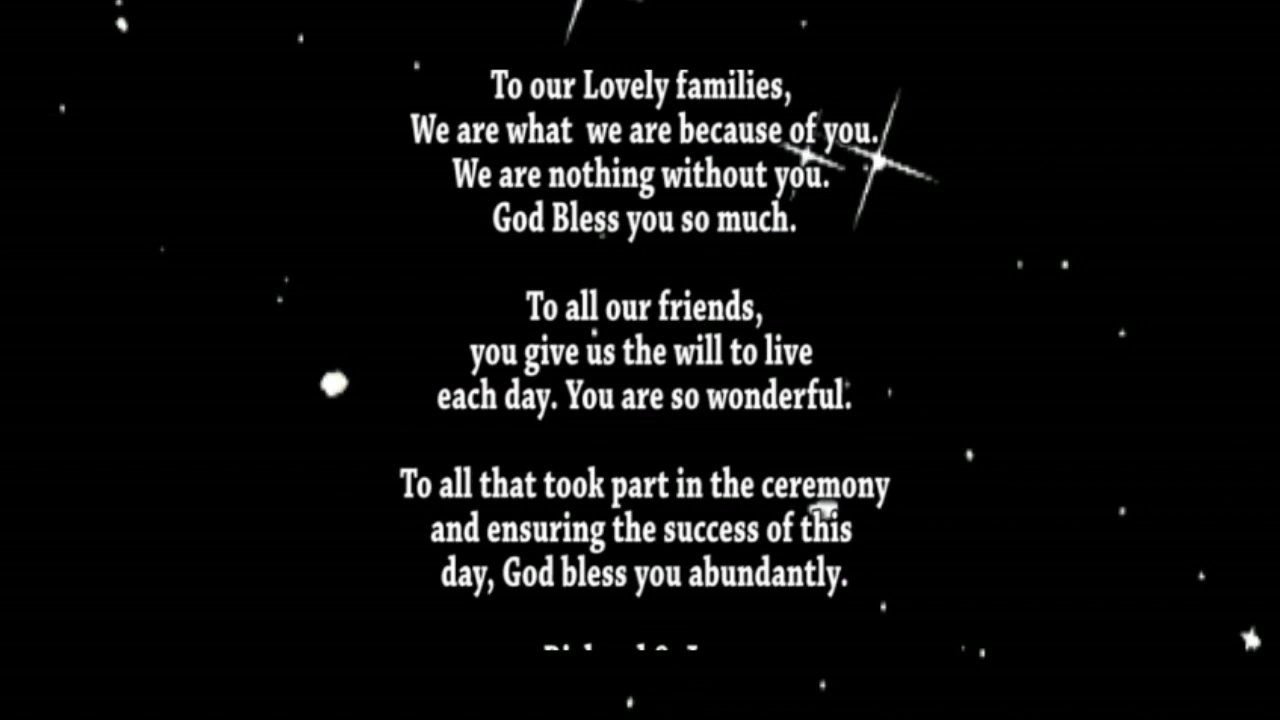 To our Lovely families,
We are what we are because of you.
We are nothing without you.
God Bless you so much.
To all our friends,
you give us the will to live
each day. You are so wonderful.
To all that took part in the ceremony
and ensuring the success of this
day, God bless you abundantly.